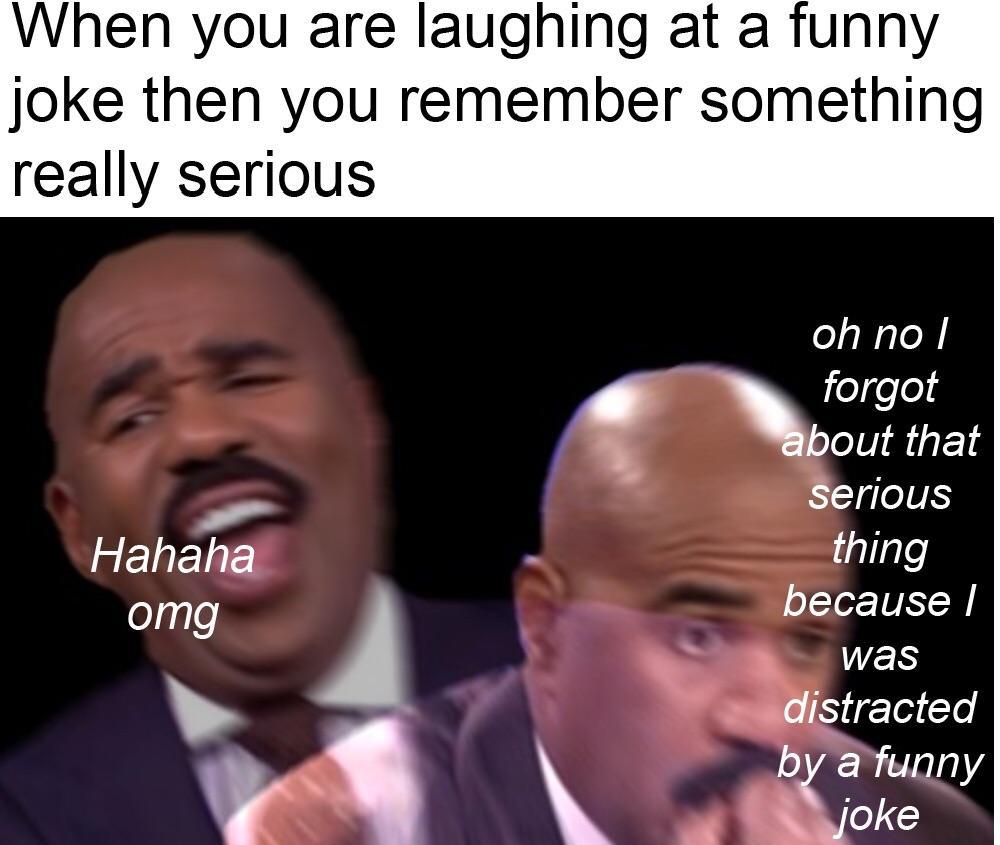 When you are laughing at a funny
joke then you remember something
really serious
Hahaha
omg
oh no I
forgot
about that
serious
thing
because I
was
distracted
by a funny
joke